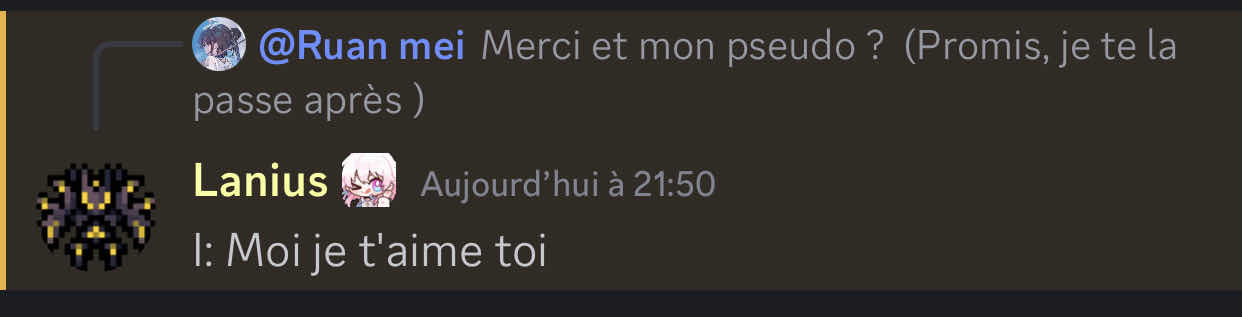 @Ruan mei Merci et mon pseudo ? (Promis, je te la
passe après )
Lanius Aujourd’hui à 21:50
I: Moi je t'aime toi